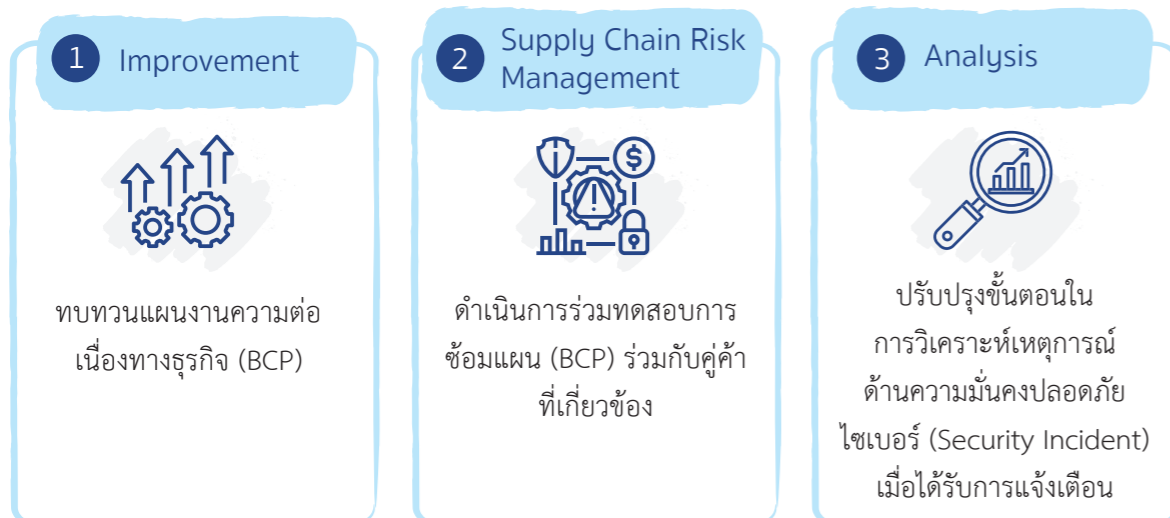 1 Improvement
ทบทวนแผนงานความต่อ
เนื่องทางธุรกิจ (BCP)
2 Supply Chain Risk
Management
ดำเนินการร่วมทดสอบการ
ซ้อมแผน (BCP) ร่วมกับคู่ค้า
ที่เกี่ยวข้อง
3 Analysis
ปรับปรุงขั้นตอนใน
การวิเคราะห์เหตุการณ์
ด้านความมั่นคงปลอดภัย
ไซเบอร์ (Security Incident)
เมื่อได้รับการแจ้งเตือน